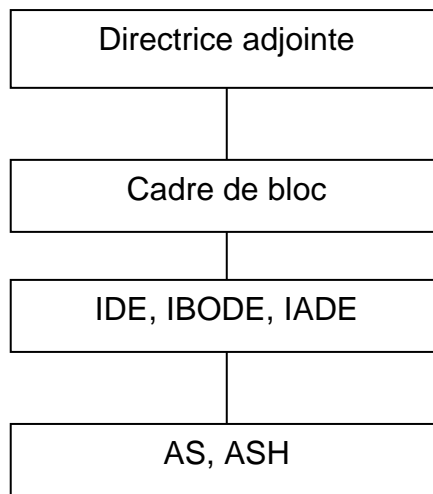 Directrice adjointe
Cadre de bloc
IDE, IBODE, IADE
AS, ASH